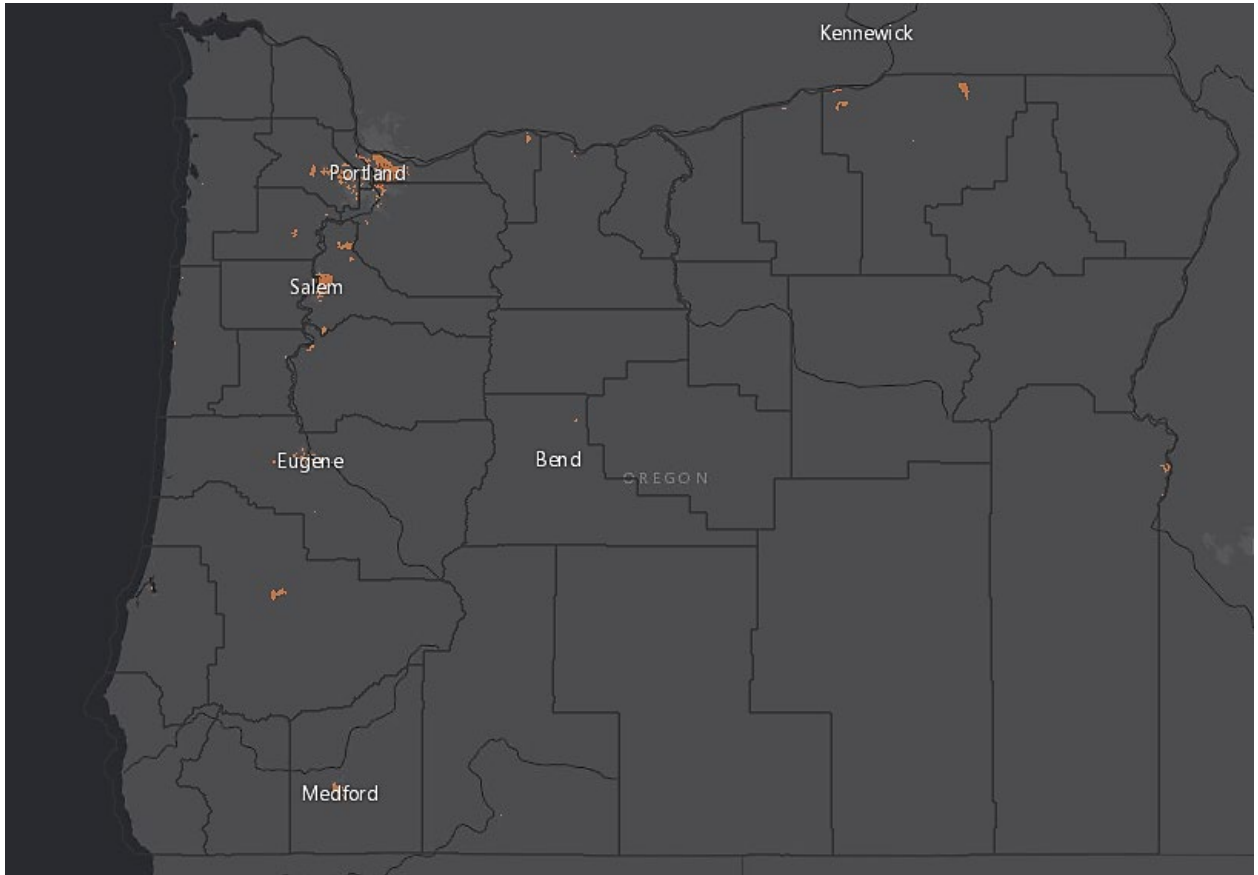 Kennewick
Portland
Salem
Eugene
Bend
OREGON
Medford